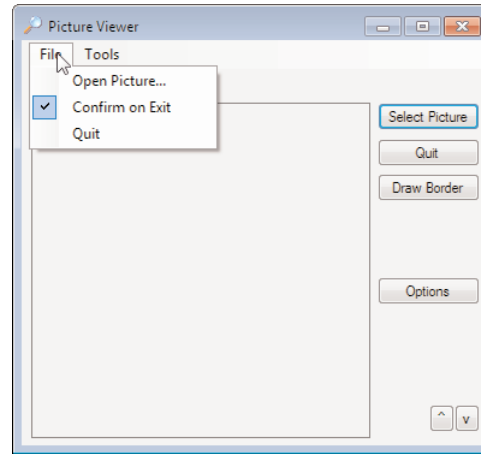 Picture Viewer
File Tools
Open Picture...
Confirm on Exit
Quit
Select Picture
Quit
Draw Border
Options
^ v